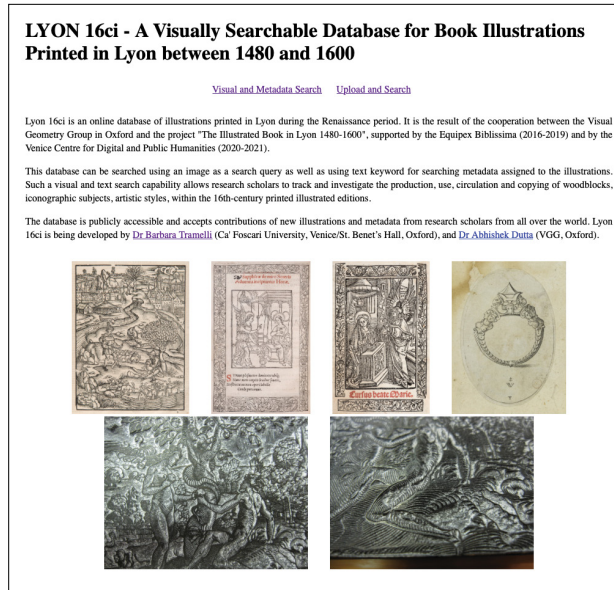 LYON 16ci - A Visually Searchable Database for Book Illustrations
Printed in Lyon between 1480 and 1600
Visual and Metadata Search Upload and Search
Lyon 16ci is an online database of illustrations printed in Lyon during the Renaissance period. It is the result of the cooperation between the Visual
Geometry Group in Oxford and the project "The Illustrated Book in Lyon 1480-1600", supported by the Equipex Biblissima (2016-2019) and by the
Venice Centre for Digital and Public Humanities (2020-2021).
This database can be searched using an image as a search query as well as using text keyword for searching metadata assigned to the illustrations.
Such a visual and text search capability allows research scholars to track and investigate the production, use, circulation and copying of woodblocks,
iconographic subjects, artistic styles, within the 16th-century printed illustrated editions.
The database is publicly accessible and accepts contributions of new illustrations and metadata from research scholars from all over the world. Lyon
16ci is being developed by Dr Barbara Tramelli (Ca' Foscari University, Venice/St. Benet's Hall, Oxford), and Dr Abhishek Dutta (VGG, Oxford).
Cursus beate Marie.